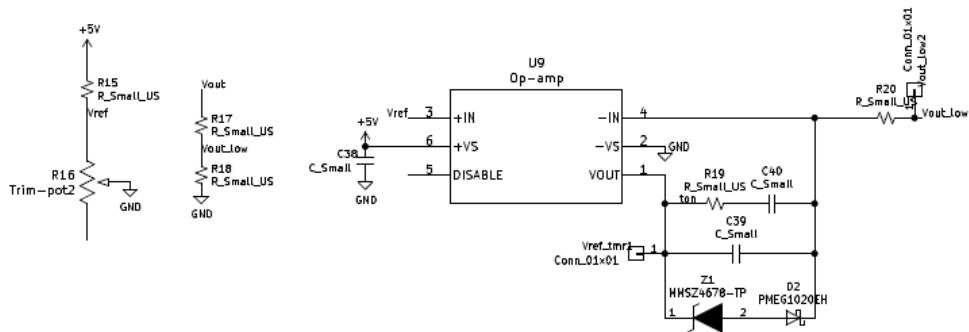 +5V
R15
R_Small_US
Vref
R16
Trim-pot2
GND
Vout
R17
R_Small_US
Vout_low
R18
R_Small_US
GND
+5V
C38
C_Small
GND
U9
Op-amp
Vref
3
+IN
6
+VS
5
DISABLE
-IN
4
-VS
2
GND
VOUT
1
R19
R_Small_US
ton
C40
C_Small
C39
C_Small
Vref_tmr1
1
Conn_01x01
Z1
MMSZ4678-TP
1
2
D2
PMEG1020EH
R20
R_Small_US
Conn_01x01
Vout_low2
1
Vout_low